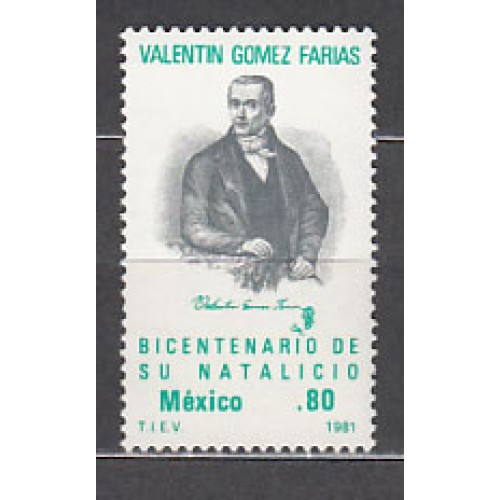 VALENTIN GOMEZ FARIAS
BICENTENARIO DE
SU NATALICIO
México .80
T.I.E.V. 1981